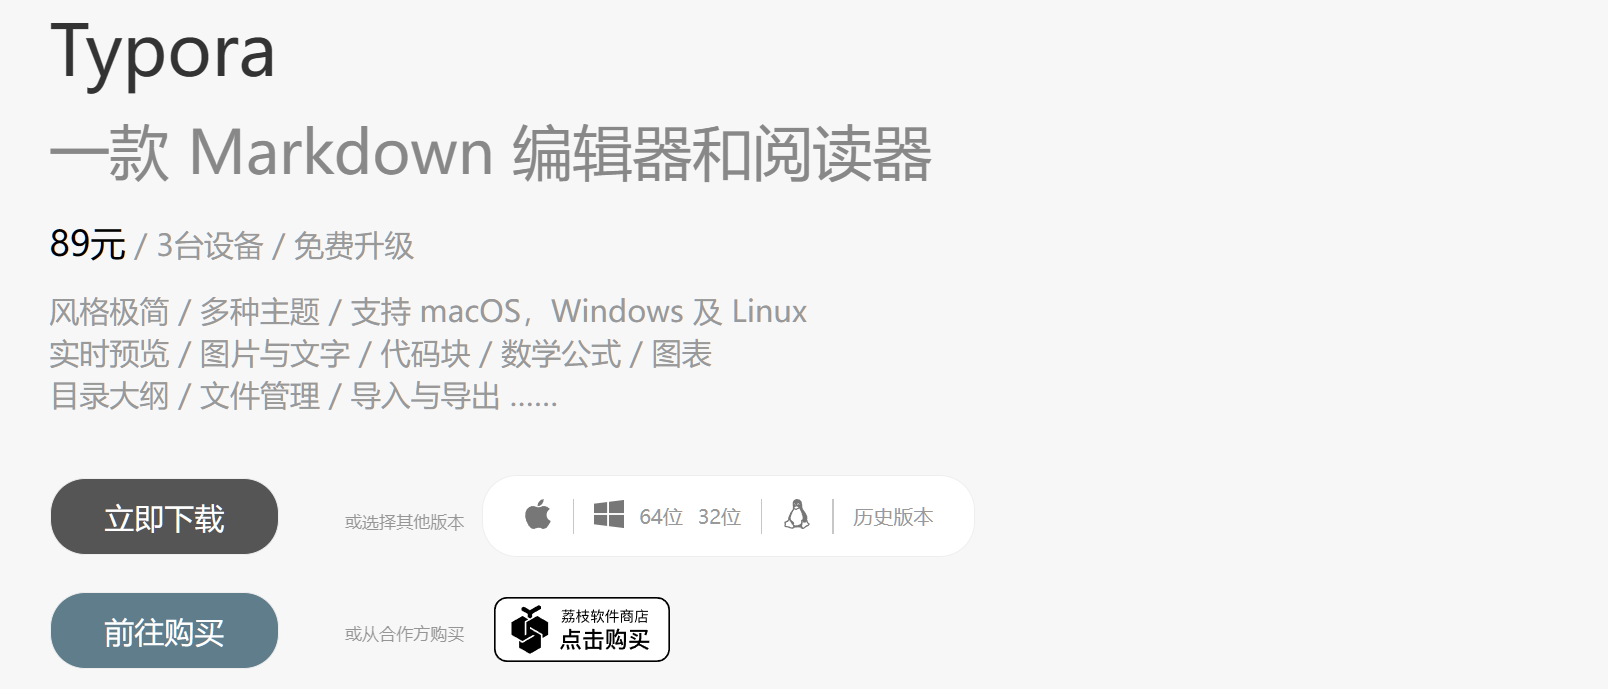 Typora
一款 Markdown 编辑器和阅读器
89元 / 3台设备 / 免费升级
风格极简 / 多种主题 / 支持 macOS，Windows 及 Linux
实时预览 / 图片与文字 / 代码块 / 数学公式 / 图表
目录大纲 / 文件管理 / 导入与导出 ……
立即下载 或选择其他版本 64位 32位 历史版本
前往购买 或从合作方购买 荔枝软件商店
点击购买